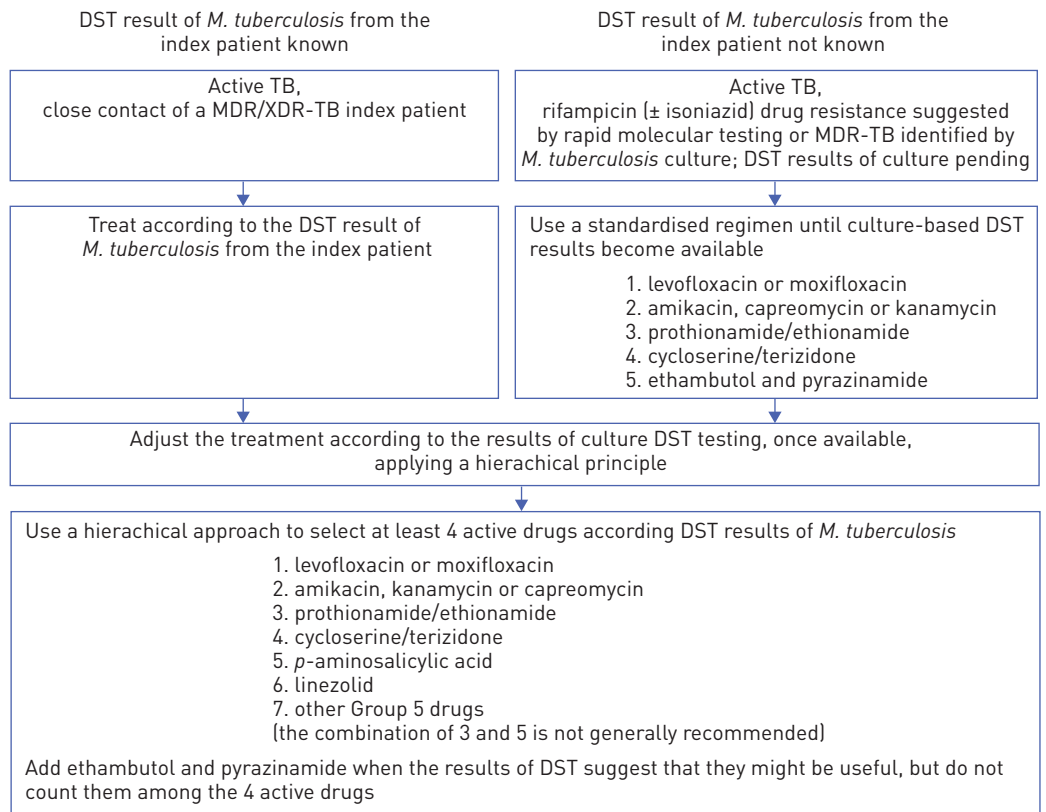 DST result of M. tuberculosis from the
index patient known
DST result of M. tuberculosis from the
index patient not known
Active TB,
close contact of a MDR/XDR-TB index patient
Active TB,
rifampicin (± isoniazid) drug resistance suggested
by rapid molecular testing or MDR-TB identified by
M. tuberculosis culture; DST results of culture pending
Treat according to the DST result of
M. tuberculosis from the index patient
Use a standardised regimen until culture-based DST
results become available
1. levofloxacin or moxifloxacin
2. amikacin, capreomycin or kanamycin
3. prothionamide/ethionamide
4. cycloserine/terizidone
5. ethambutol and pyrazinamide
Adjust the treatment according to the results of culture DST testing, once available,
applying a hierachical principle
Use a hierachical approach to select at least 4 active drugs according DST results of M. tuberculosis
1. levofloxacin or moxifloxacin
2. amikacin, kanamycin or capreomycin
3. prothionamide/ethionamide
4. cycloserine/terizidone
5. p-aminosalicylic acid
6. linezolid
7. other Group 5 drugs
(the combination of 3 and 5 is not generally recommended)
Add ethambutol and pyrazinamide when the results of DST suggest that they might be useful, but do not
count them among the 4 active drugs